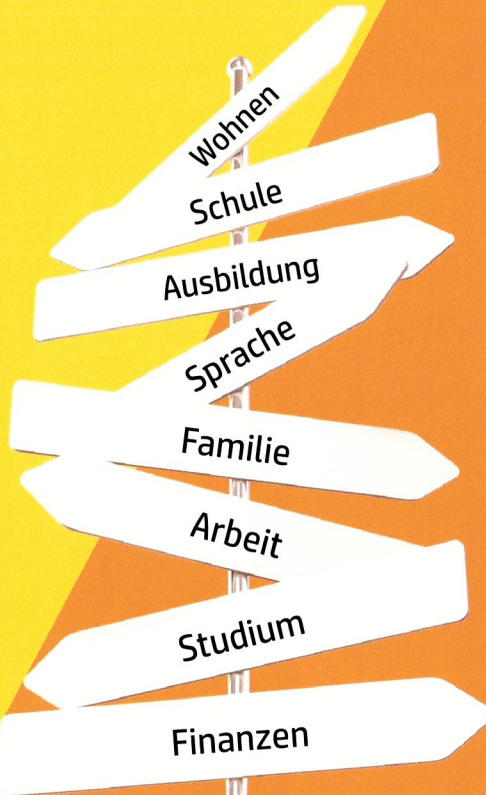 Wohnen
Schule
Ausbildung
Sprache
Familie
Arbeit
Studium
Finanzen